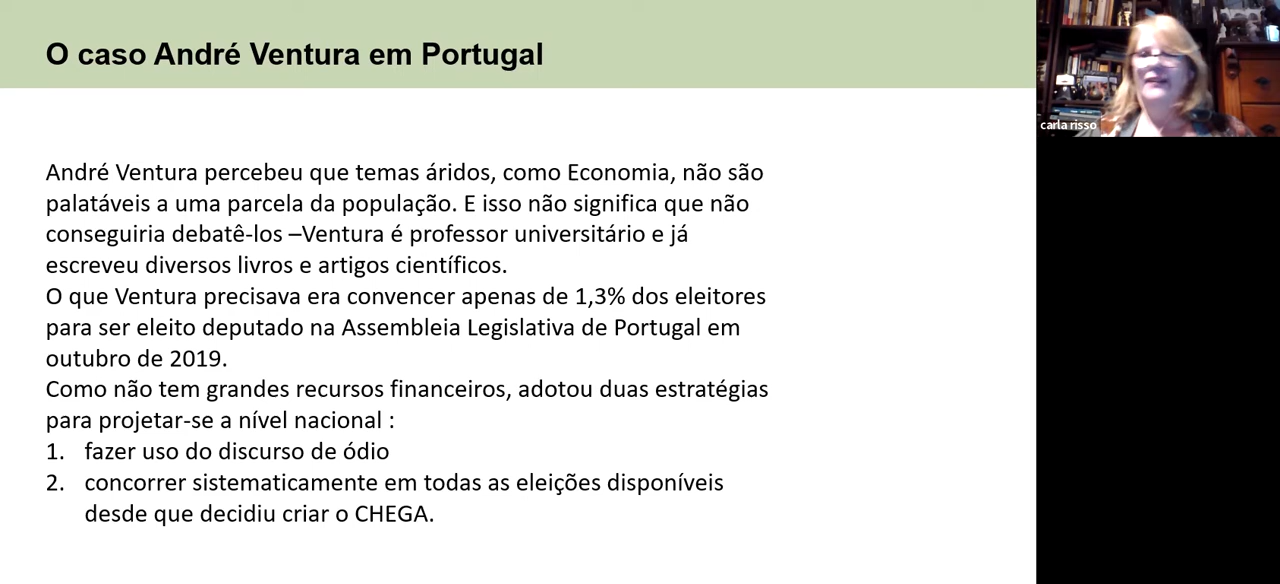 O caso André Ventura em Portugal
carla risso
André Ventura percebeu que temas áridos, como Economia, não são
palatáveis a uma parcela da população. E isso não significa que não
conseguiria debatê-los –Ventura é professor universitário e já
escreveu diversos livros e artigos científicos.
O que Ventura precisava era convencer apenas de 1,3% dos eleitores
para ser eleito deputado na Assembleia Legislativa de Portugal em
outubro de 2019.
Como não tem grandes recursos financeiros, adotou duas estratégias
para projetar-se a nível nacional :
1. fazer uso do discurso de ódio
2. concorrer sistematicamente em todas as eleições disponíveis
desde que decidiu criar o CHEGA.